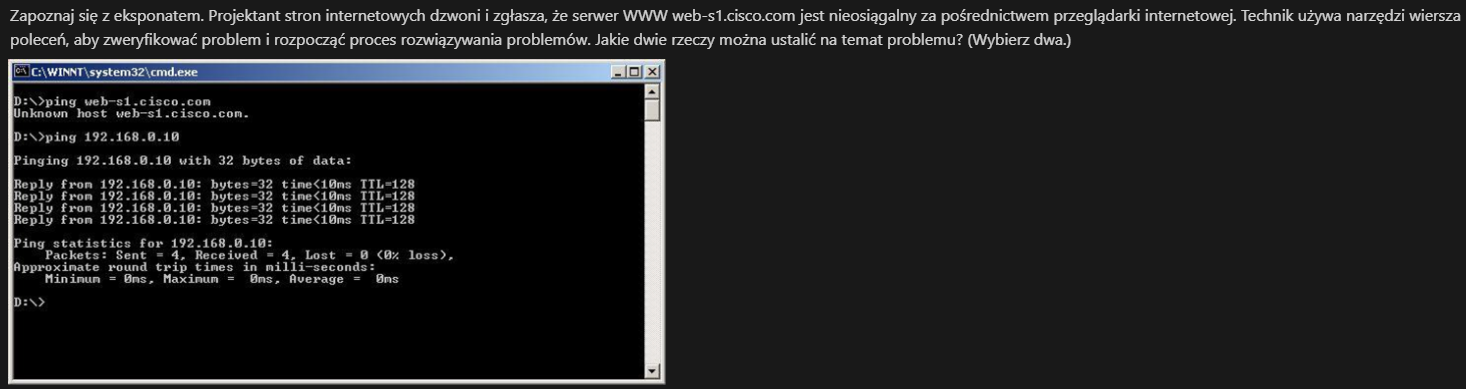 Zapoznaj się z eksponatem. Projektant stron internetowych dzwoni i zgłasza, że serwer WWW web-s1.cisco.com jest nieosiągalny za pośrednictwem przeglądarki internetowej. Technik używa narzędzi wiersza
poleceń, aby zweryfikować problem i rozpocząć proces rozwiązywania problemów. Jakie dwie rzeczy można ustalić na temat problemu? (Wybierz dwa.)
C:\WINNT\system32\cmd.exe
D:\>ping web-s1.cisco.com
Unknown host web-s1.cisco.com.
D:\>ping 192.168.0.10
Pinging 192.168.0.10 with 32 bytes of data:
Reply from 192.168.0.10: bytes=32 time<10ms TTL=128
Reply from 192.168.0.10: bytes=32 time<10ms TTL=128
Reply from 192.168.0.10: bytes=32 time<10ms TTL=128
Reply from 192.168.0.10: bytes=32 time<10ms TTL=128
Ping statistics for 192.168.0.10:
Packets: Sent = 4, Received = 4, Lost = 0 (0% loss),
Approximate round trip times in milli-seconds:
Minimum = 0ms, Maximum = 0ms, Average = 0ms
D:\>